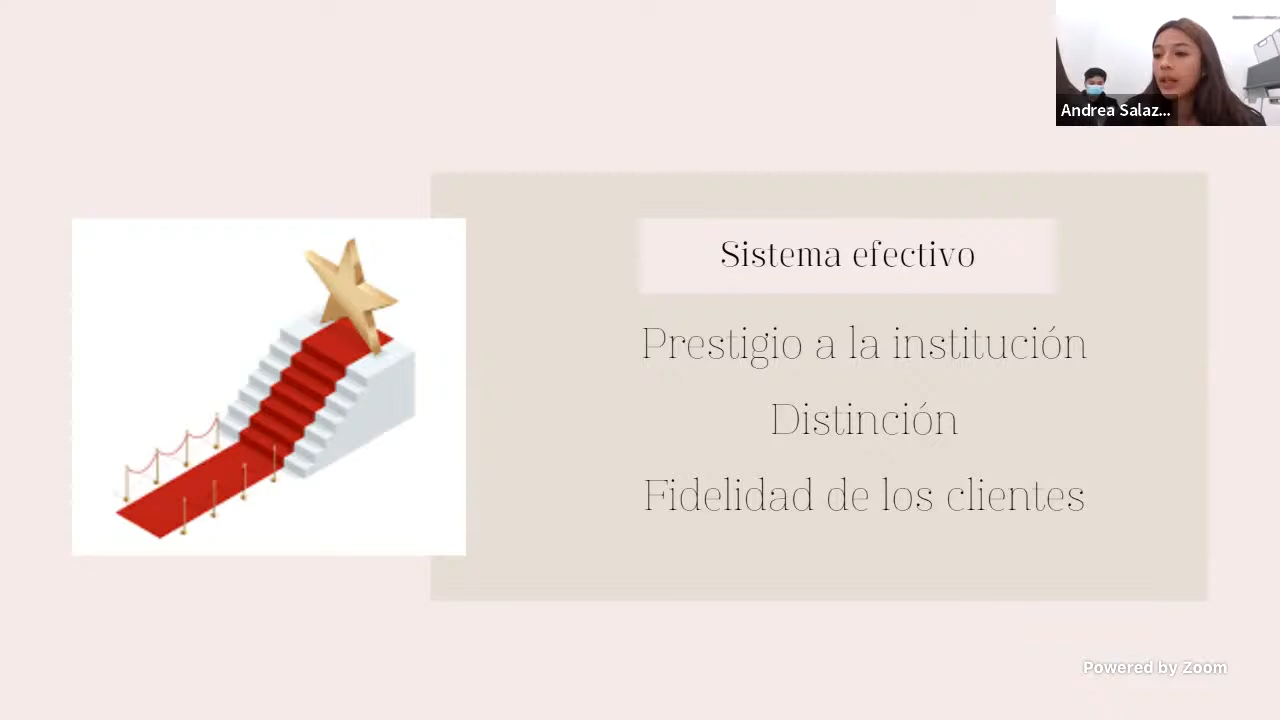 Andrea Salaz...
Sistema efectivo
Prestigio a la institución
Distinción
Fidelidad de los clientes
Powered by Zoom